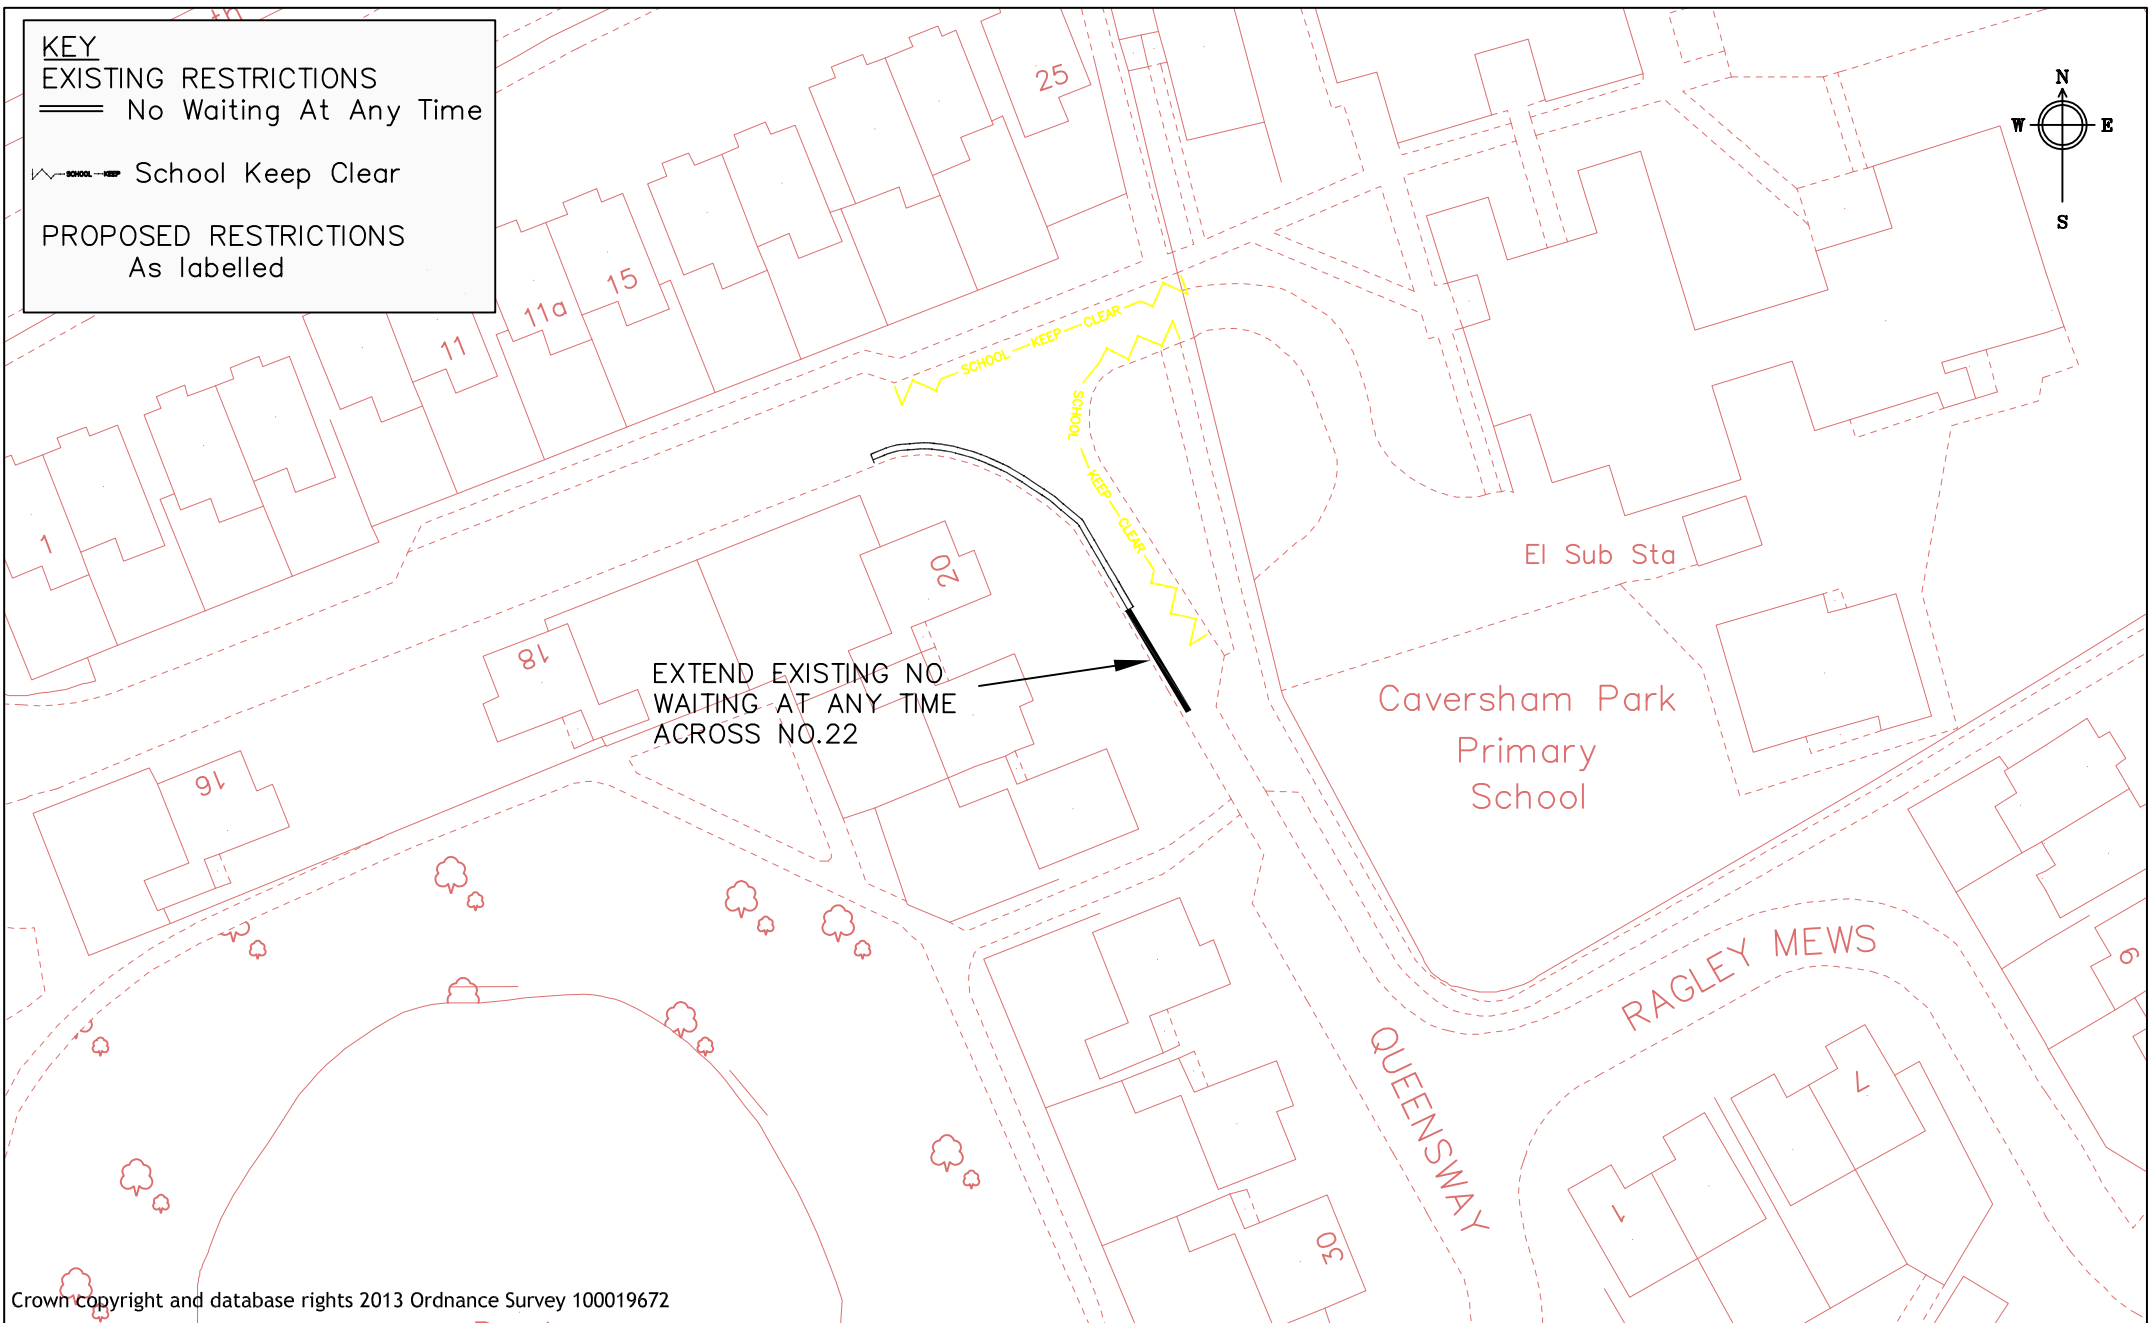 KEY
EXISTING RESTRICTIONS
No Waiting At Any Time
SCHOOL KEEP School Keep Clear
PROPOSED RESTRICTIONS
As labelled
25
N
W E
S
15
11a
11
1
SCHOOL KEEP CLEAR
SCHOOL KEEP CLEAR
El Sub Sta
20
18
16
EXTEND EXISTING NO
WAITING AT ANY TIME
ACROSS NO.22
Caversham Park
Primary
School
RAGLEY MEWS
QUEENSWAY
9
7
1
30
Crown copyright and database rights 2013 Ordnance Survey 100019672